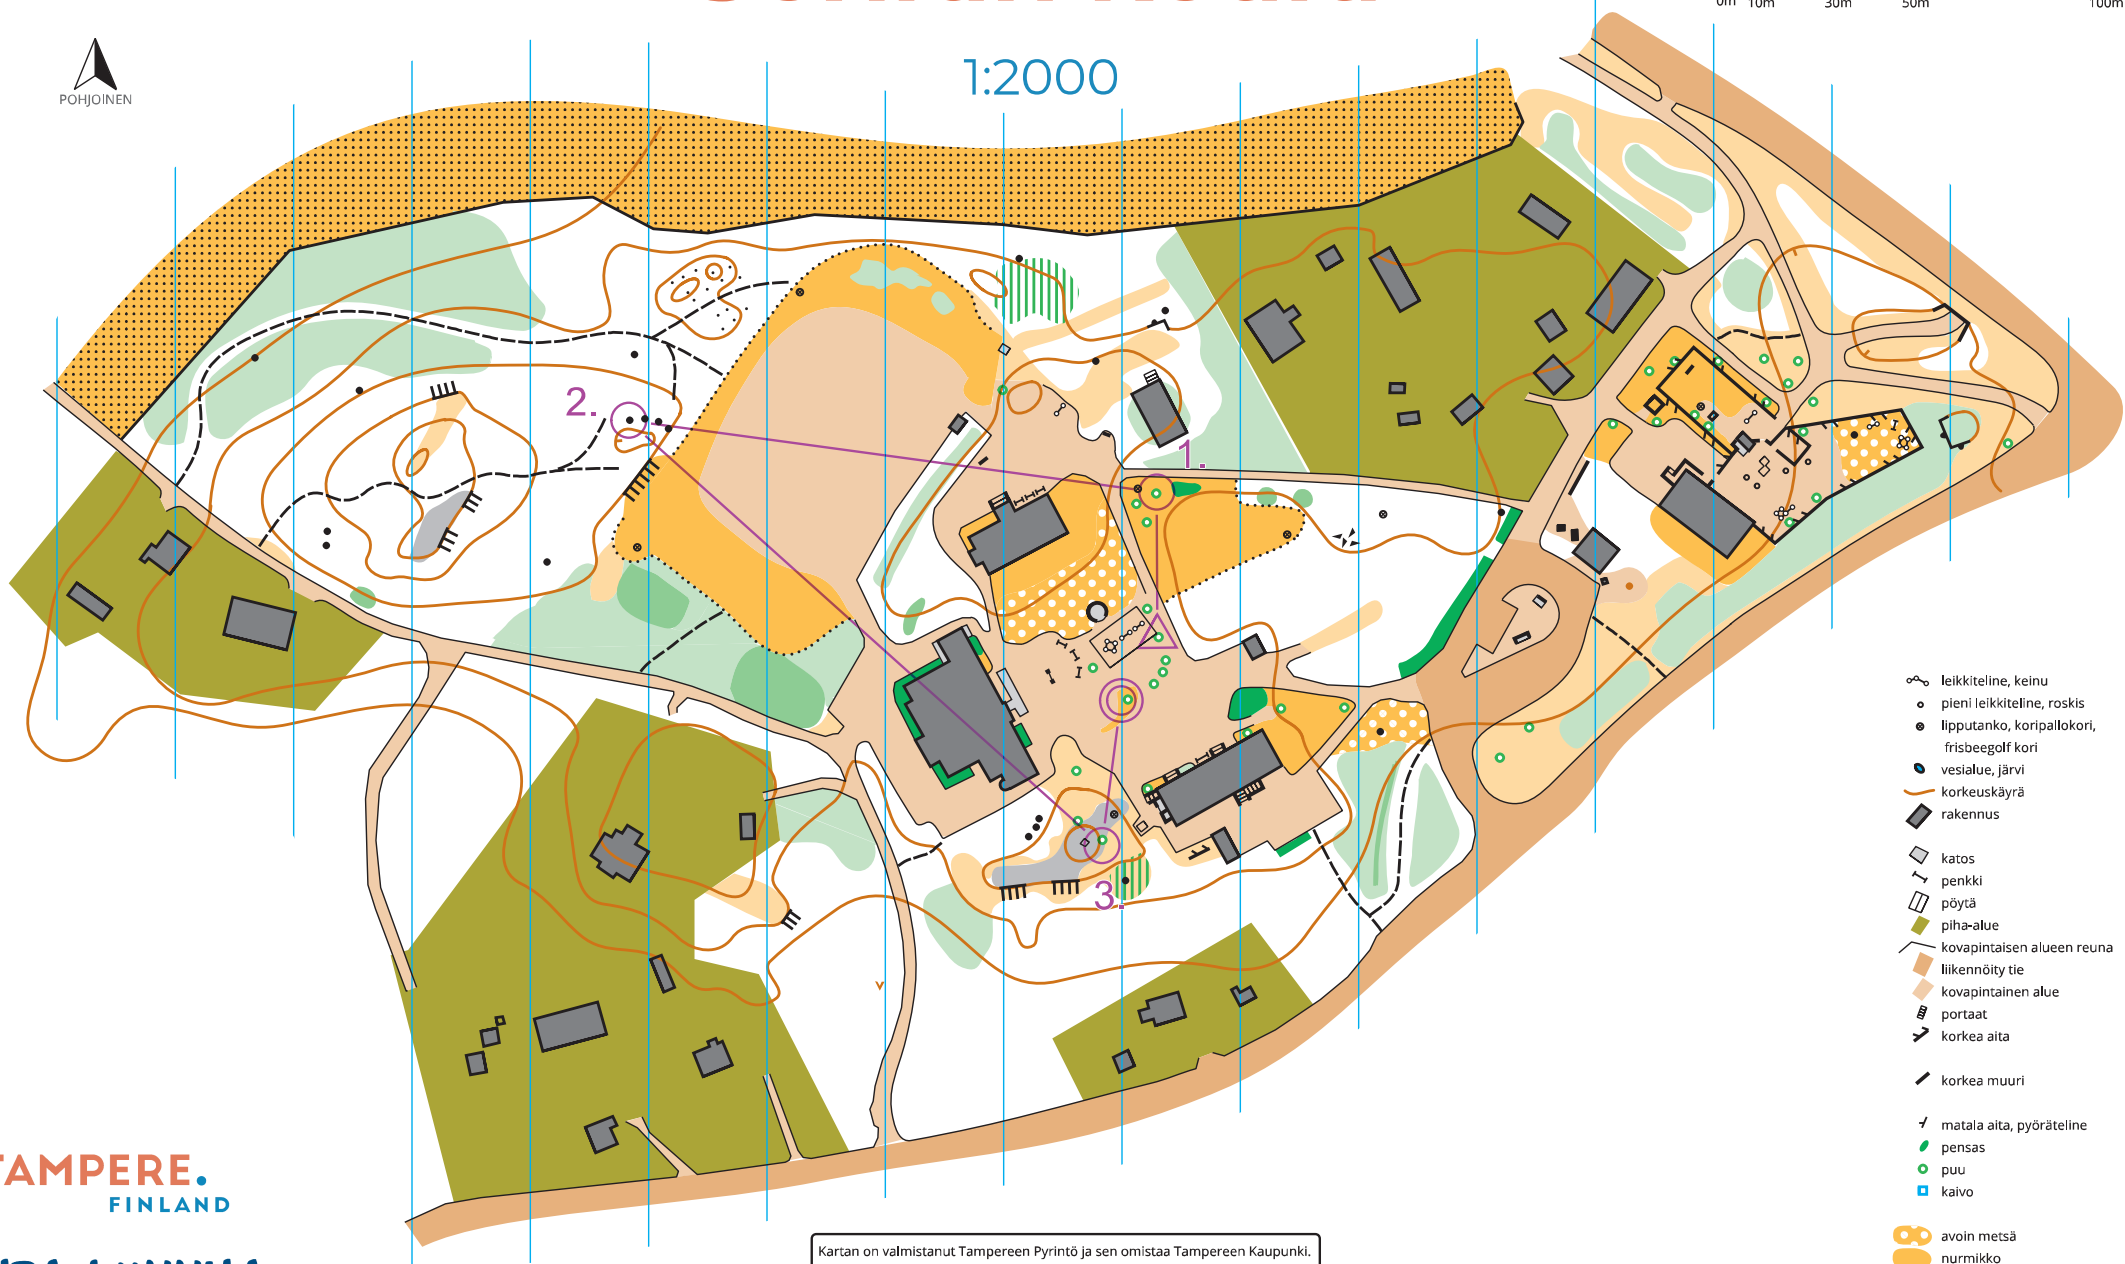 0m 10m 30m 50m 100m
POHJOINEN
1:2000
2.
1.
3.
leikkiteline, keinu
pieni leikkiteline, roskis
lipputanko, koripallokori,
frisbeegolf kori
vesialue, järvi
korkeuskäyrä
rakennus
katos
penkki
pöytä
piha-alue
kovapintaisen alueen reuna
liikennöity tie
kovapintainen alue
portaat
korkea aita
korkea muuri
matala aita, pyöräteline
pensas
puu
kaivo
avoin metsä
nurmikko
TAMPERE.
FINLAND
Kartan on valmistanut Tampereen Pyrintö ja sen omistaa Tampereen Kaupunki.